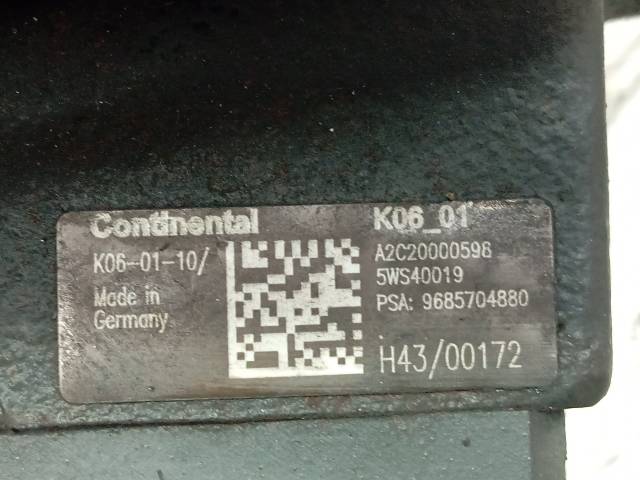 Continental
K06-01-10/
Made in
Germany
K06_01
A2C20000598
5WS40019
PSA: 9685704880
H43/00172